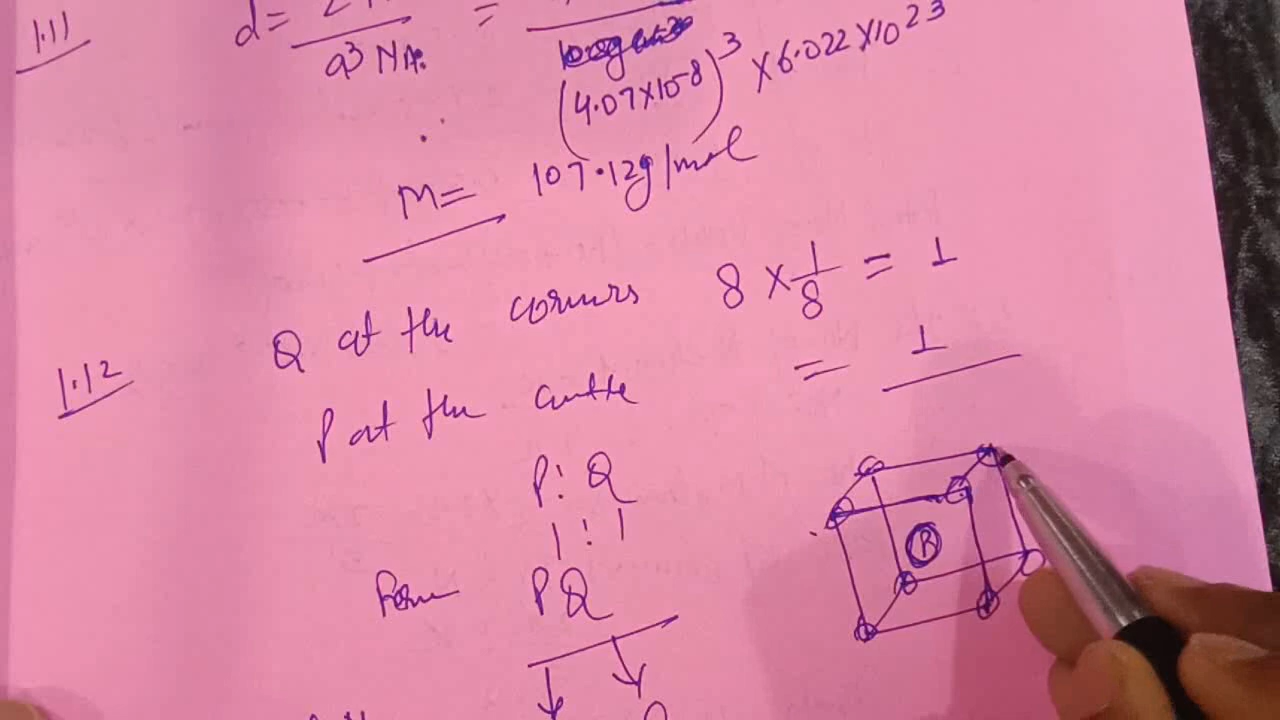 1.11
d = =
a³ NA.
(4.07×10⁻⁸)³ × 6.022×10²³
∴
M = 107.12g/mol
1.12
Q at the corners 8 × 1/8 = 1
P at the centre = 1
P : Q
1 : 1
PQ